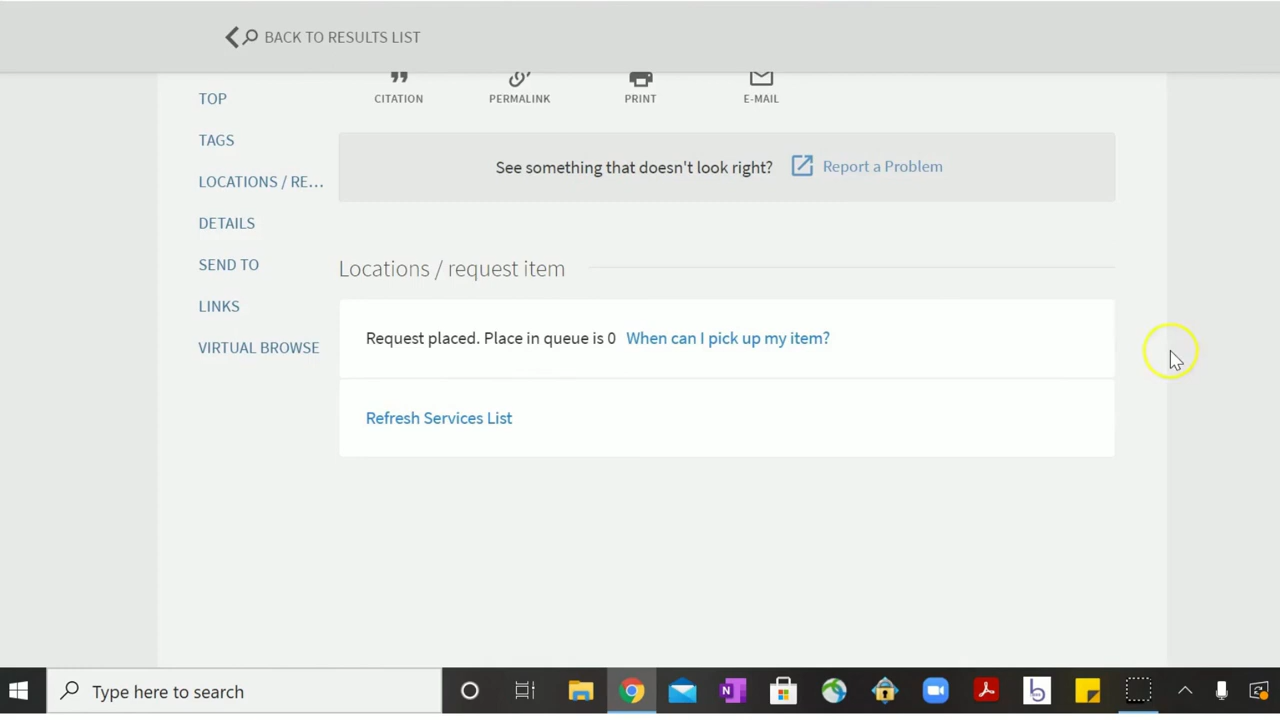 BACK TO RESULTS LIST
CITATION
PERMALINK
PRINT
E-MAIL
TOP
TAGS
LOCATIONS / RE...
DETAILS
SEND TO
LINKS
VIRTUAL BROWSE
See something that doesn't look right? Report a Problem
Locations / request item
Request placed. Place in queue is 0 When can I pick up my item?
Refresh Services List
Type here to search